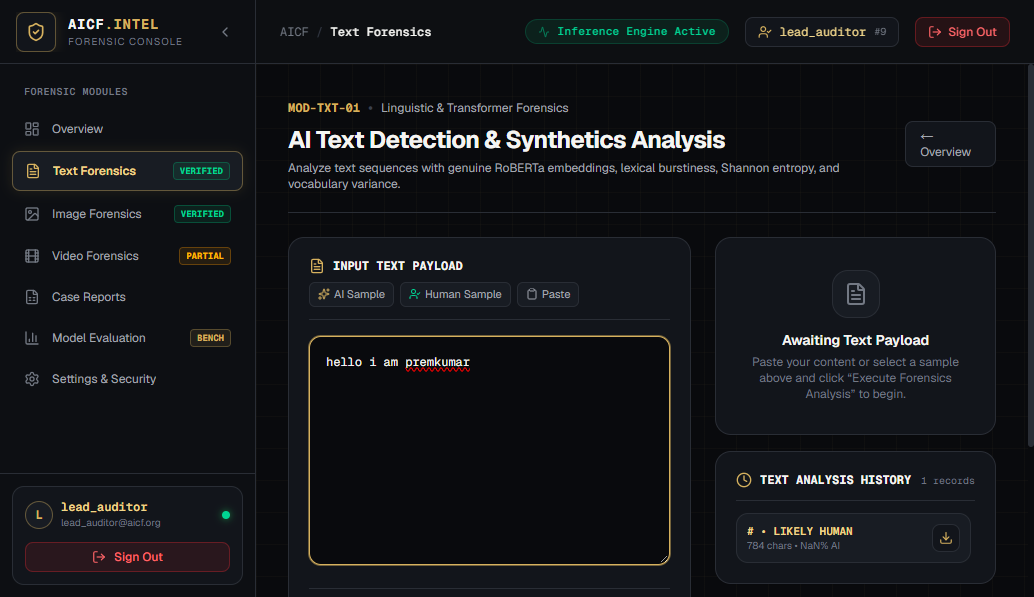 AICF.INTEL
FORENSIC CONSOLE
AICF / Text Forensics
Inference Engine Active
lead_auditor #9
Sign Out
FORENSIC MODULES
Overview
Text Forensics VERIFIED
Image Forensics VERIFIED
Video Forensics PARTIAL
Case Reports
Model Evaluation BENCH
Settings & Security
L
lead_auditor
lead_auditor@aicf.org
Sign Out
MOD-TXT-01 • Linguistic & Transformer Forensics
AI Text Detection & Synthetics Analysis
Analyze text sequences with genuine RoBERTa embeddings, lexical burstiness, Shannon entropy, and
vocabulary variance.
←
Overview
INPUT TEXT PAYLOAD
AI Sample
Human Sample
Paste
hello i am premkumar
Awaiting Text Payload
Paste your content or select a sample
above and click “Execute Forensics
Analysis” to begin.
TEXT ANALYSIS HISTORY 1 records
# • LIKELY HUMAN
784 chars • NaN% AI